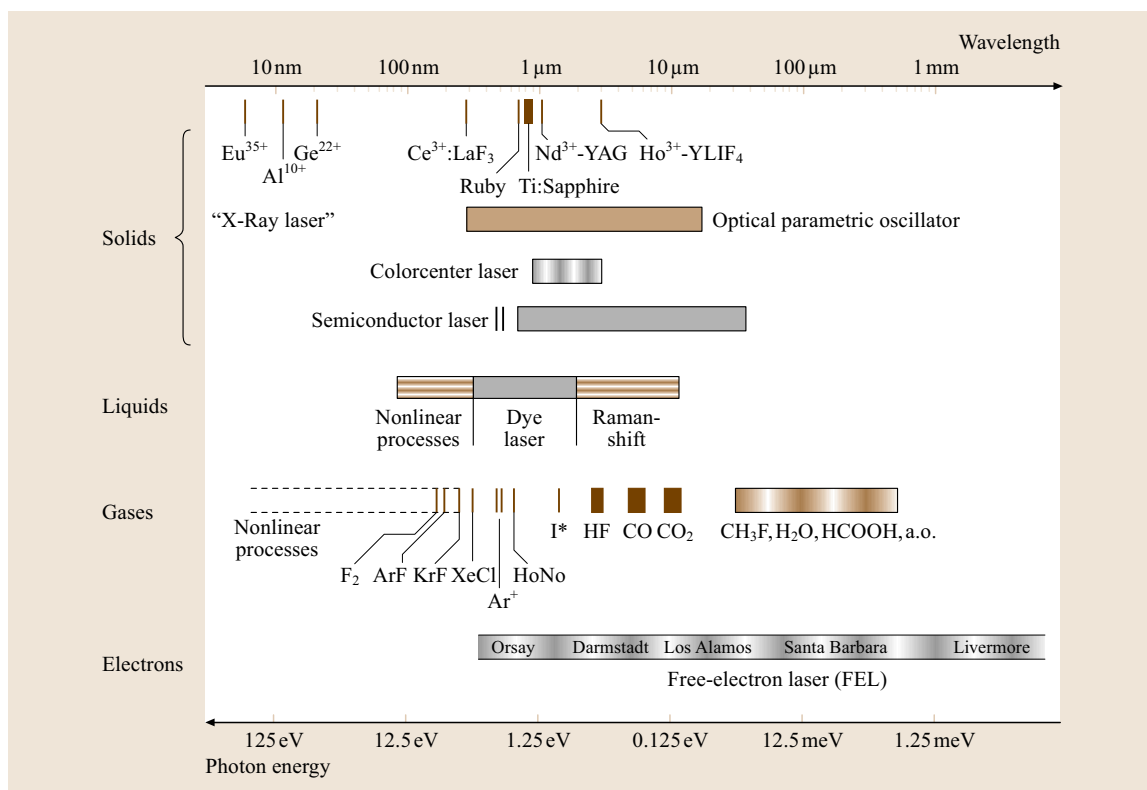 Wavelength
10 nm 100 nm 1 µm 10 µm 100 µm 1 mm
Eu³⁵⁺ Ge²²⁺ Ce³⁺:LaF₃ Nd³⁺-YAG Ho³⁺-YLIF₄
Al¹⁰⁺
Ruby Ti:Sapphire
"X-Ray laser" Optical parametric oscillator
Solids
Colorcenter laser
Semiconductor laser
Liquids
Nonlinear processes
Dye laser
Raman-shift
Gases
Nonlinear processes
I* HF CO CO₂ CH₃F, H₂O, HCOOH, a.o.
F₂ ArF KrF XeCl HoNo
Ar⁺
Electrons
Orsay Darmstadt Los Alamos Santa Barbara Livermore
Free-electron laser (FEL)
125 eV 12.5 eV 1.25 eV 0.125 eV 12.5 meV 1.25 meV
Photon energy